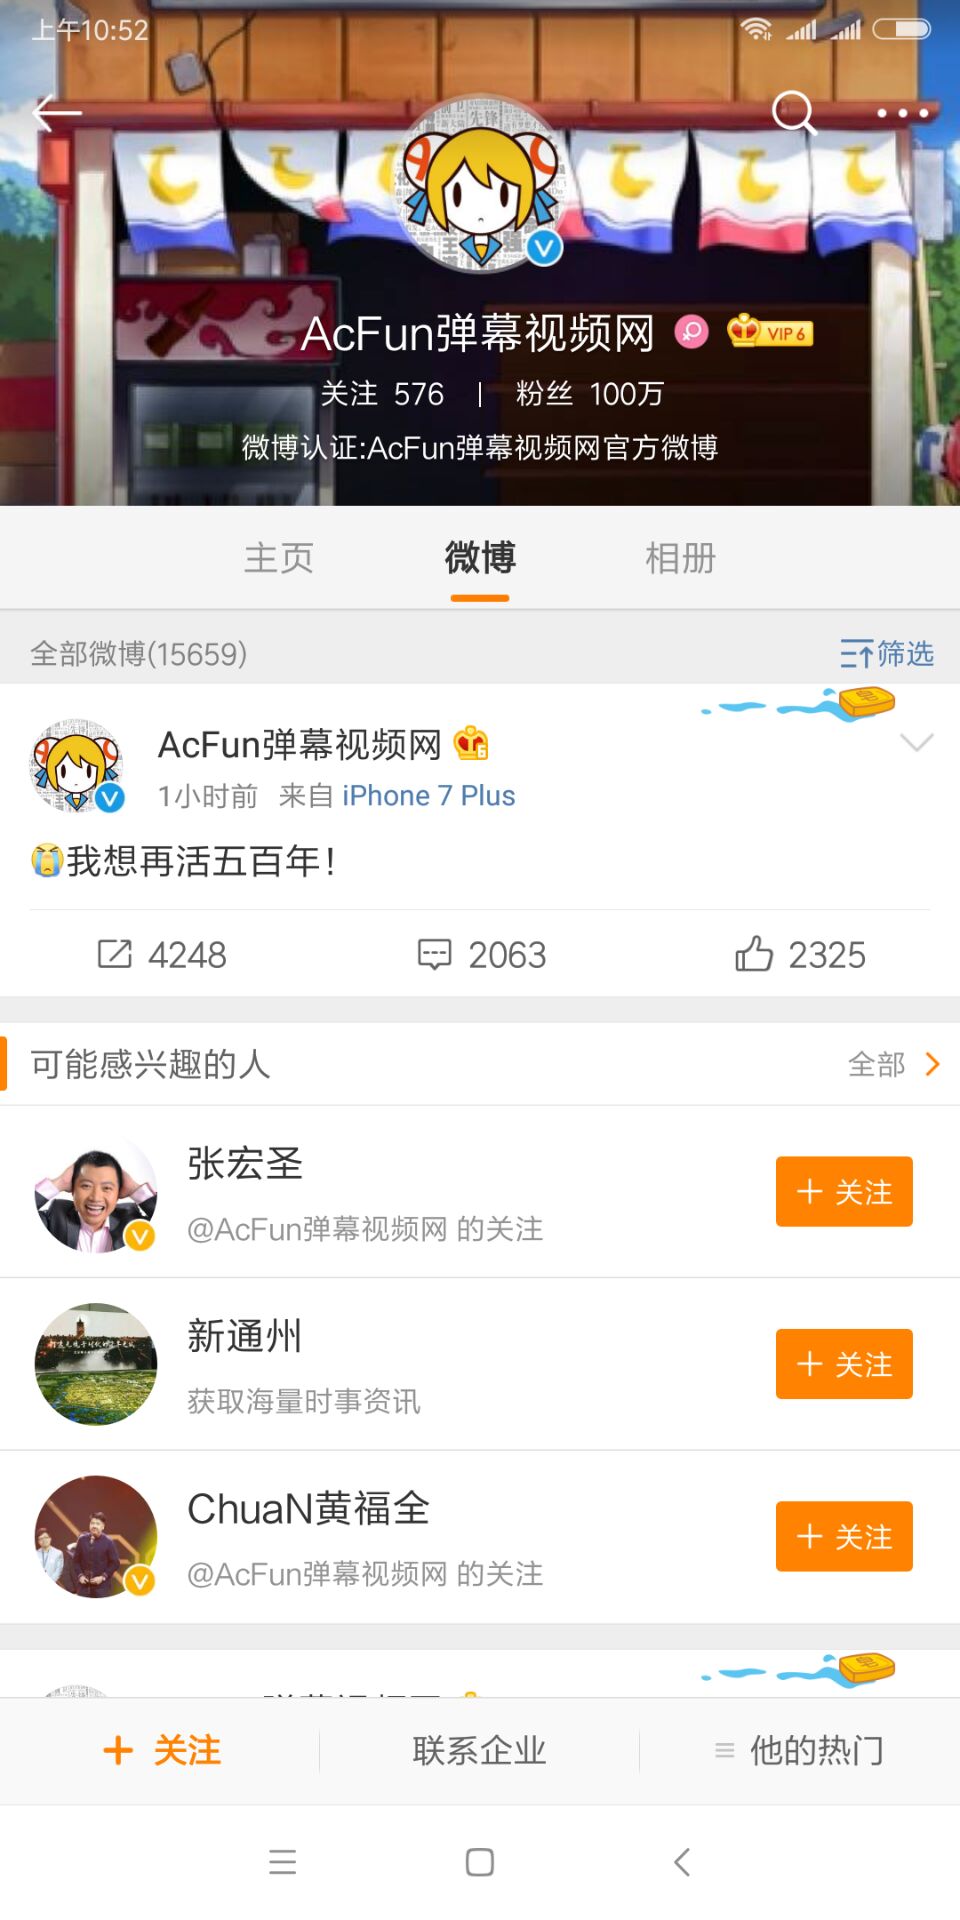 上午10:52
AcFun弹幕视频网 VIP 6
关注 576 | 粉丝 100万
微博认证:AcFun弹幕视频网官方微博
主页 微博 相册
全部微博(15659) 筛选
AcFun弹幕视频网
1小时前 来自 iPhone 7 Plus
我想再活五百年!
4248 2063 2325
可能感兴趣的人 全部
张宏圣
@AcFun弹幕视频网 的关注
+ 关注
新通州
获取海量时事资讯
+ 关注
ChuaN黄福全
@AcFun弹幕视频网 的关注
+ 关注
+ 关注 联系企业 他的热门